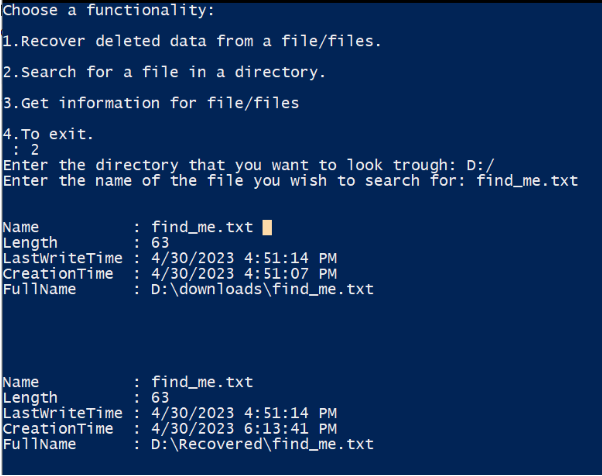 Choose a functionality:
1.Recover deleted data from a file/files.
2.Search for a file in a directory.
3.Get information for file/files
4.To exit.
 : 2
Enter the directory that you want to look trough: D:/
Enter the name of the file you wish to search for: find_me.txt
Name           : find_me.txt
Length         : 63
LastWriteTime  : 4/30/2023 4:51:14 PM
CreationTime   : 4/30/2023 4:51:07 PM
FullName       : D:\downloads\find_me.txt
Name           : find_me.txt
Length         : 63
LastWriteTime  : 4/30/2023 4:51:14 PM
CreationTime   : 4/30/2023 6:13:41 PM
FullName       : D:\Recovered\find_me.txt